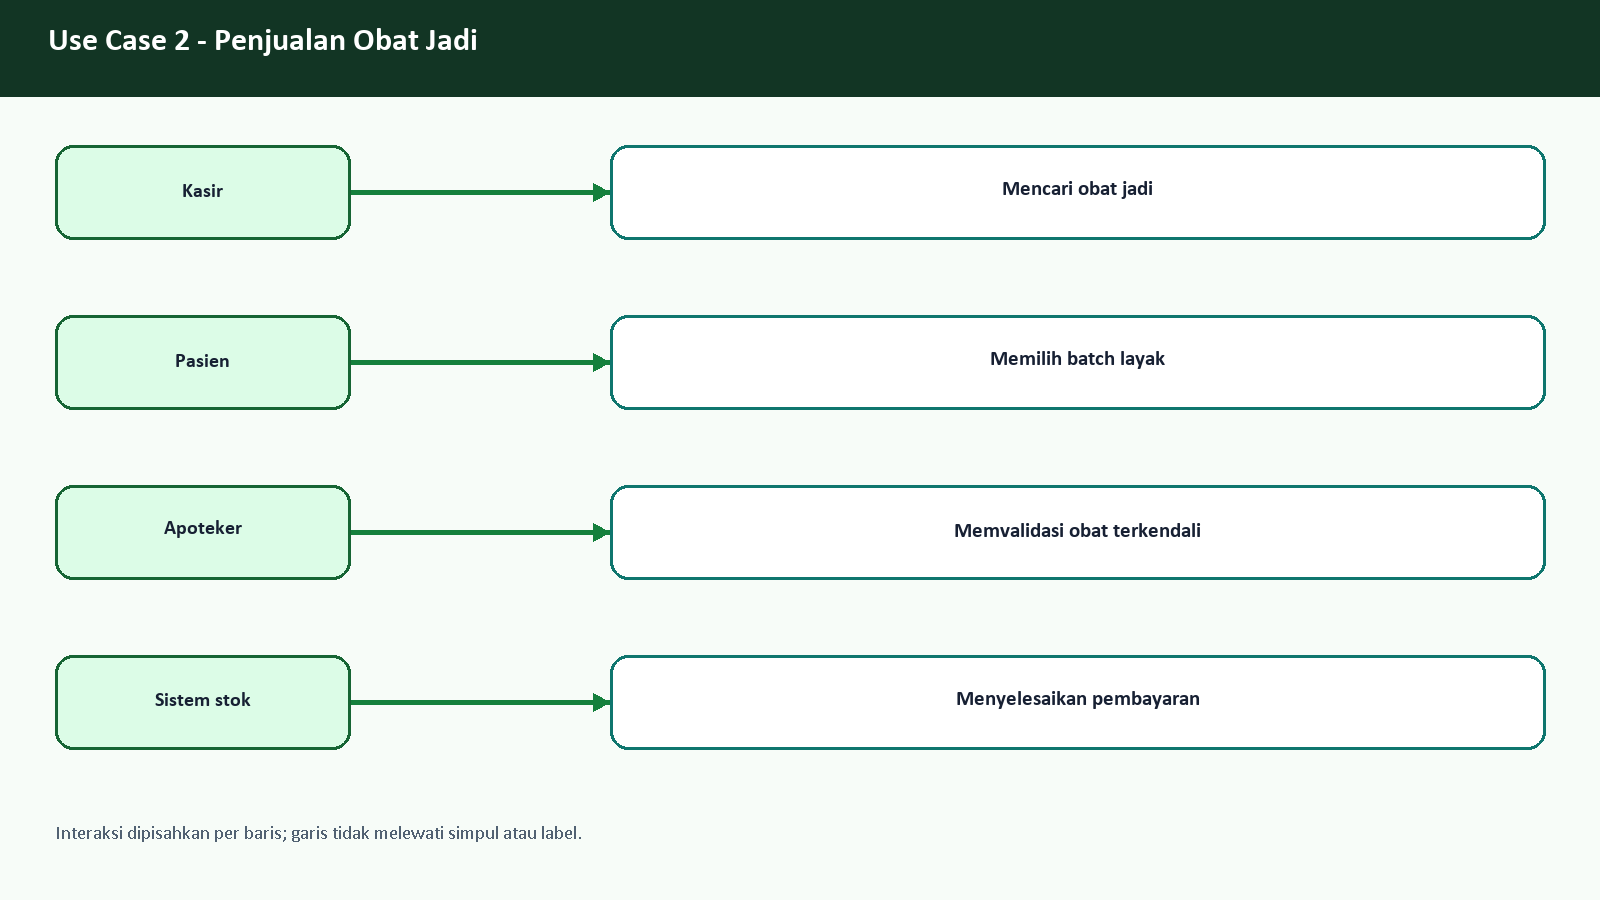 Use Case 2 - Penjualan Obat Jadi
Kasir
Mencari obat jadi
Pasien
Memilih batch layak
Apoteker
Memvalidasi obat terkendali
Sistem stok
Menyelesaikan pembayaran
Interaksi dipisahkan per baris; garis tidak melewati simpul atau label.